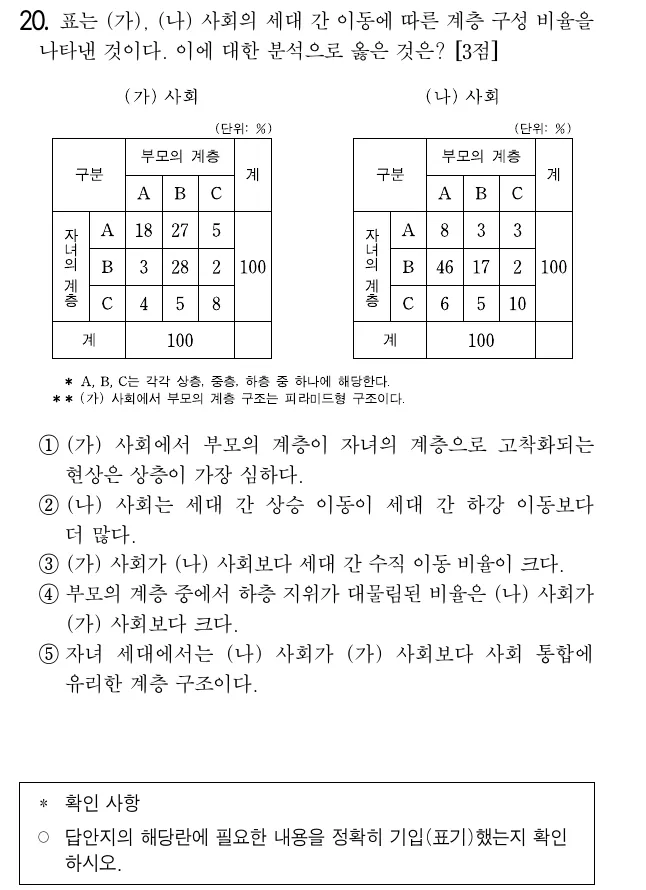 20. 표는 (가), (나) 사회의 세대 간 이동에 따른 계층 구성 비율을
나타낸 것이다. 이에 대한 분석으로 옳은 것은? [3점]
(가) 사회
(단위: %)
구분 부모의 계층 계
A B C
자녀의 계층 A 18 27 5 100
B 3 28 2
C 4 5 8
계 100
(나) 사회
(단위: %)
구분 부모의 계층 계
A B C
자녀의 계층 A 8 3 3 100
B 46 17 2
C 6 5 10
계 100
* A, B, C는 각각 상층, 중층, 하층 중 하나에 해당한다.
** (가) 사회에서 부모의 계층 구조는 피라미드형 구조이다.
① (가) 사회에서 부모의 계층이 자녀의 계층으로 고착화되는
현상은 상층이 가장 심하다.
② (나) 사회는 세대 간 상승 이동이 세대 간 하강 이동보다
더 많다.
③ (가) 사회가 (나) 사회보다 세대 간 수직 이동 비율이 크다.
④ 부모의 계층 중에서 하층 지위가 대물림된 비율은 (나) 사회가
(가) 사회보다 크다.
⑤ 자녀 세대에서는 (나) 사회가 (가) 사회보다 사회 통합에
유리한 계층 구조이다.
* 확인 사항
○ 답안지의 해당란에 필요한 내용을 정확히 기입(표기)했는지 확인
하시오.